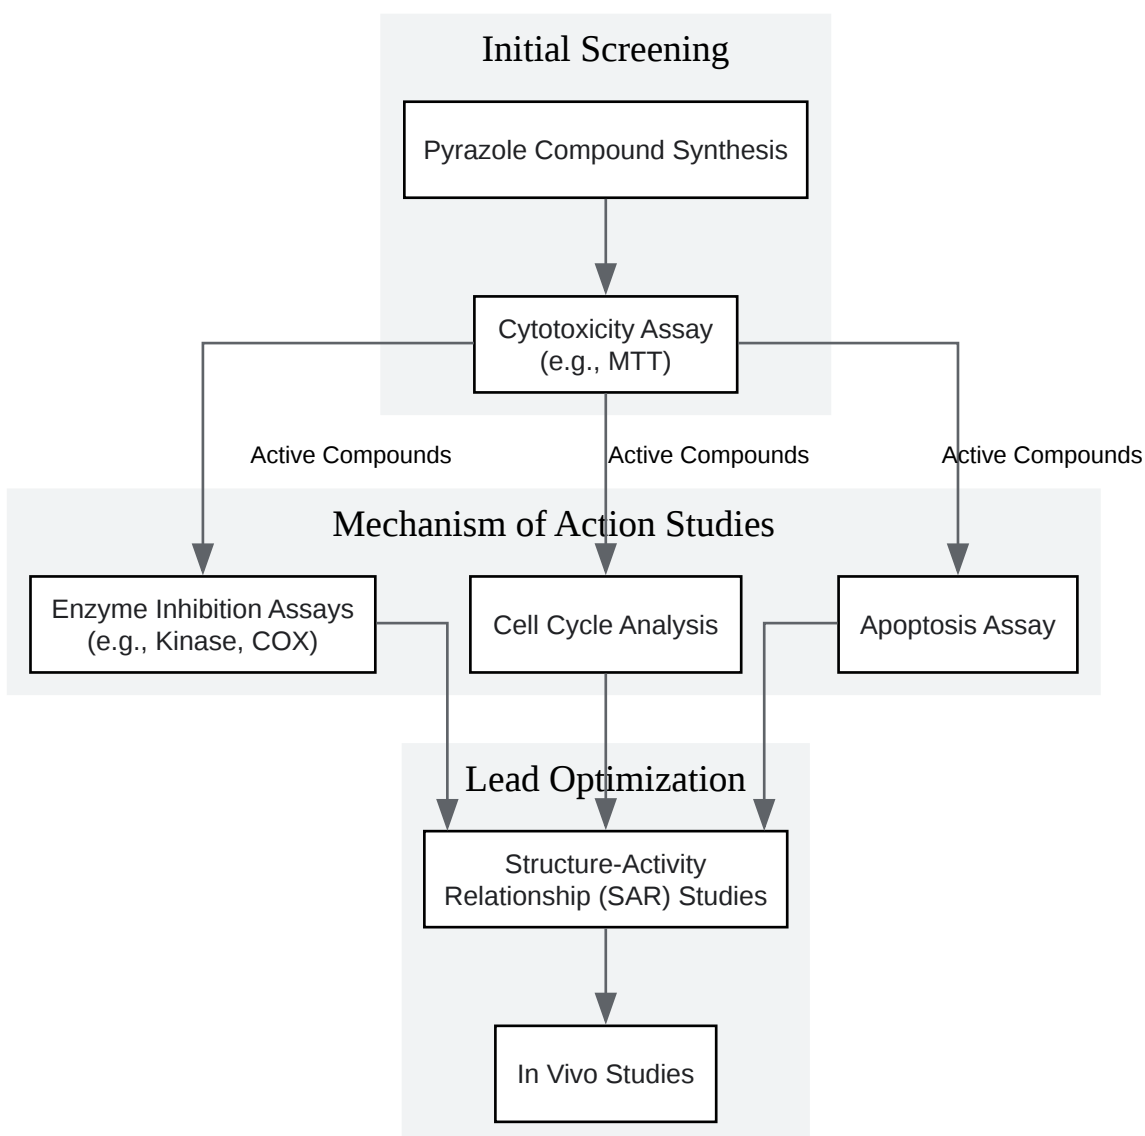 Initial Screening
Pyrazole Compound Synthesis
Cytotoxicity Assay
(e.g., MTT)
Active Compounds
Active Compounds
Active Compounds
Mechanism of Action Studies
Enzyme Inhibition Assays
(e.g., Kinase, COX)
Cell Cycle Analysis
Apoptosis Assay
Lead Optimization
Structure-Activity
Relationship (SAR) Studies
In Vivo Studies